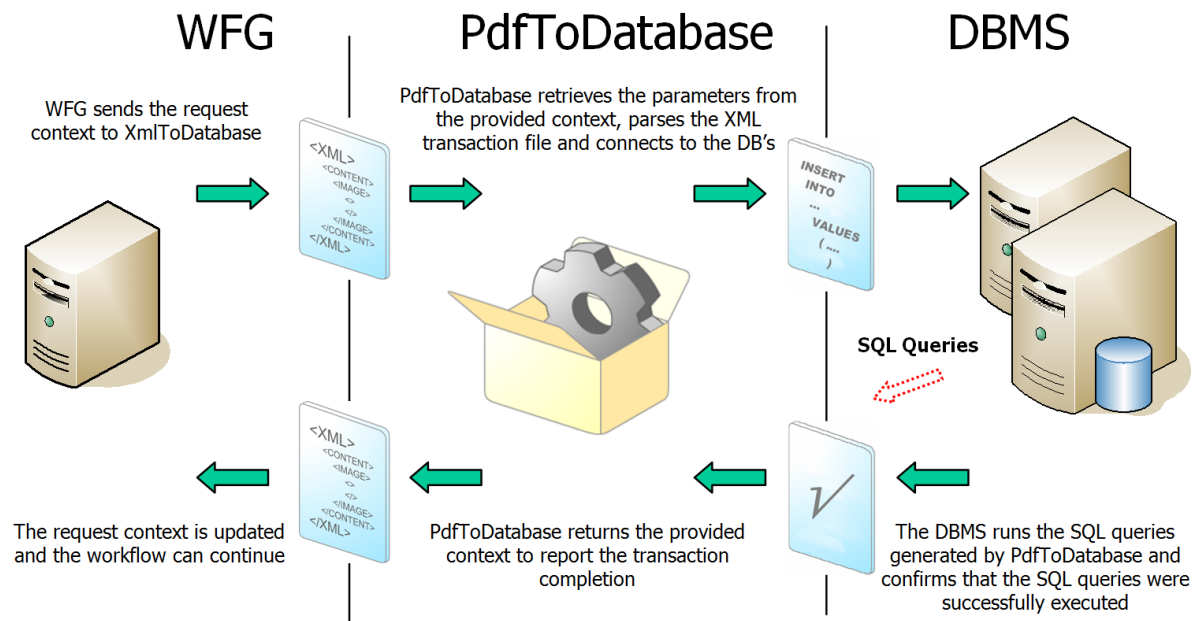 WFG
PdfToDatabase
DBMS
WFG sends the request
context to XmlToDatabase
PdfToDatabase retrieves the parameters from
the provided context, parses the XML
transaction file and connects to the DB’s
<XML>
<CONTENT>
<IMAGE>
<>
</>
</IMAGE>
</CONTENT>
</XML>
INSERT
INTO
...
VALUES
(....
)
SQL Queries
<XML>
<CONTENT>
<IMAGE>
<>
</>
</IMAGE>
</CONTENT>
</XML>
√
The request context is updated
and the workflow can continue
PdfToDatabase returns the provided
context to report the transaction
completion
The DBMS runs the SQL queries
generated by PdfToDatabase and
confirms that the SQL queries were
successfully executed